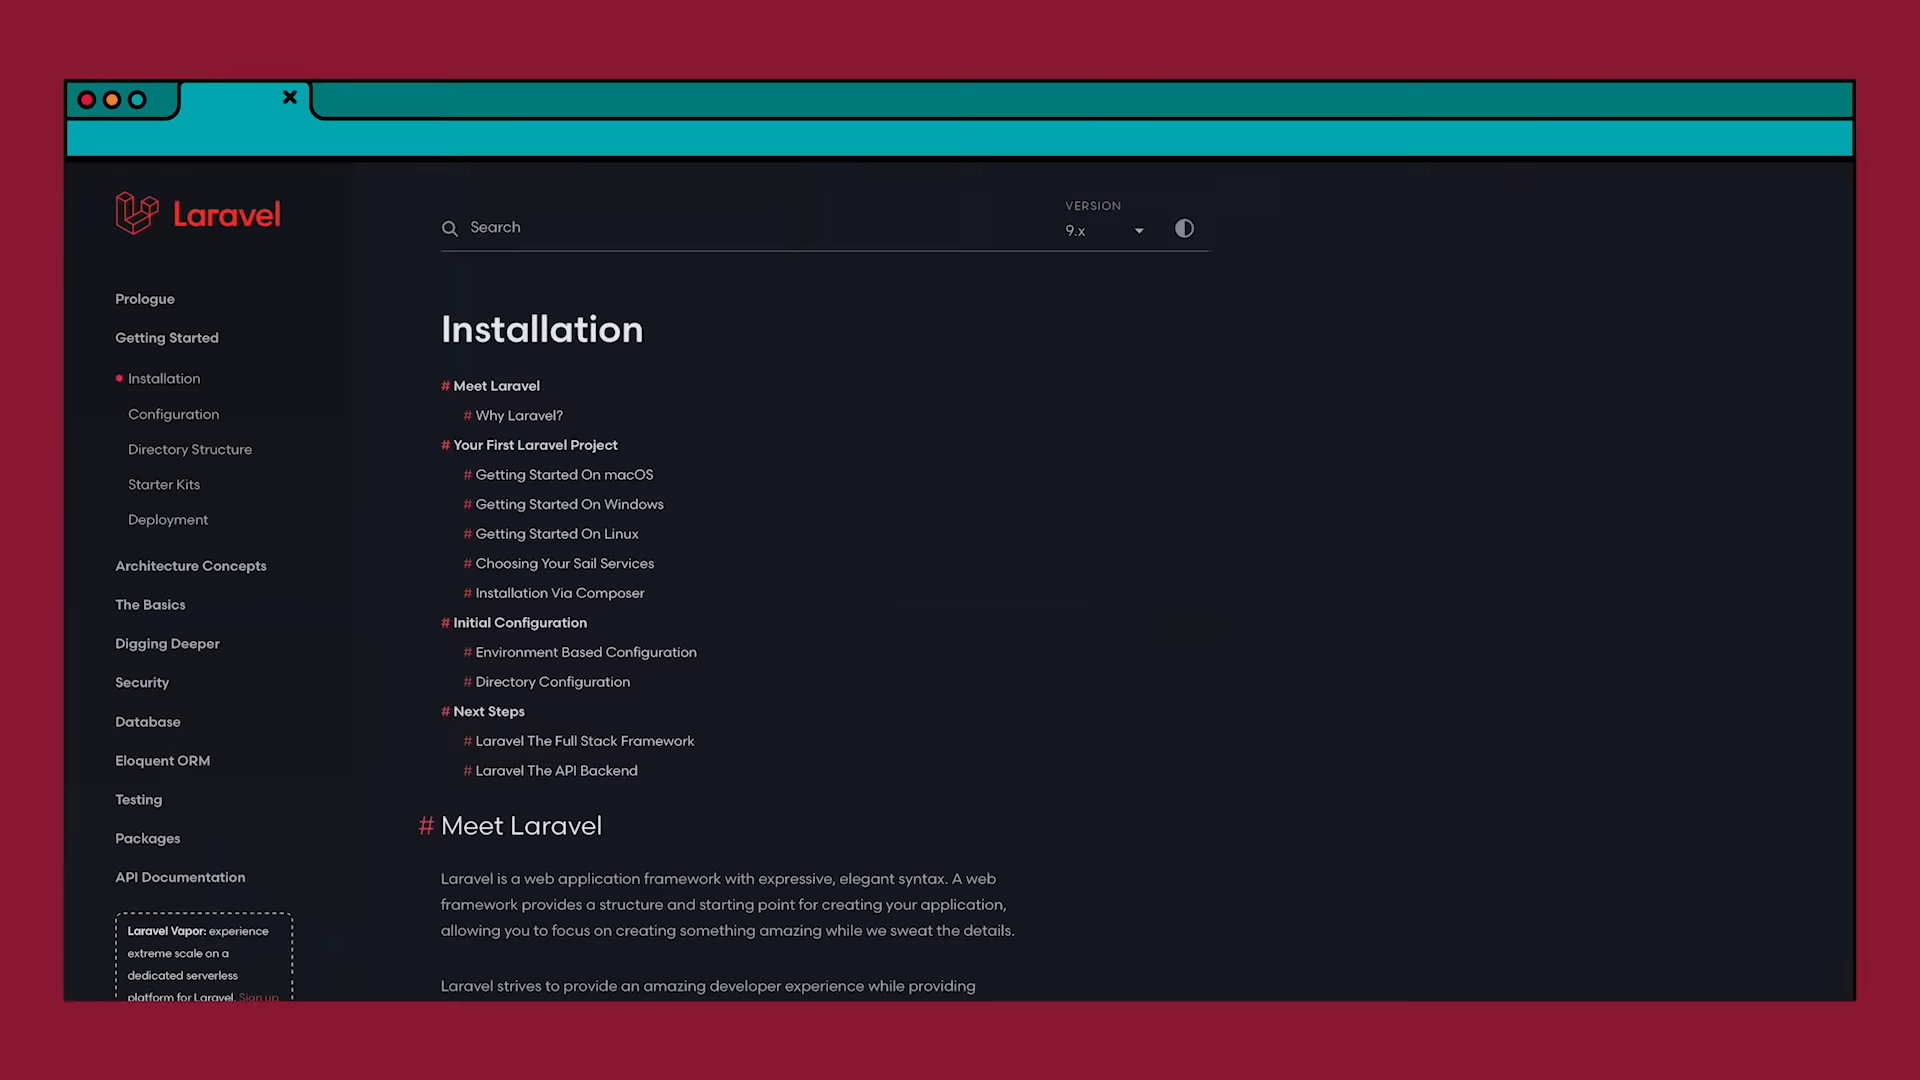 Laravel
Prologue
Getting Started
Installation
Configuration
Directory Structure
Starter Kits
Deployment
Architecture Concepts
The Basics
Digging Deeper
Security
Database
Eloquent ORM
Testing
Packages
API Documentation
Laravel Vapor: experience
extreme scale on a
dedicated serverless
platform for Laravel. Sign up
Search
VERSION
9.x
Installation
# Meet Laravel
# Why Laravel?
# Your First Laravel Project
# Getting Started On macOS
# Getting Started On Windows
# Getting Started On Linux
# Choosing Your Sail Services
# Installation Via Composer
# Initial Configuration
# Environment Based Configuration
# Directory Configuration
# Next Steps
# Laravel The Full Stack Framework
# Laravel The API Backend
# Meet Laravel
Laravel is a web application framework with expressive, elegant syntax. A web
framework provides a structure and starting point for creating your application,
allowing you to focus on creating something amazing while we sweat the details.
Laravel strives to provide an amazing developer experience while providing